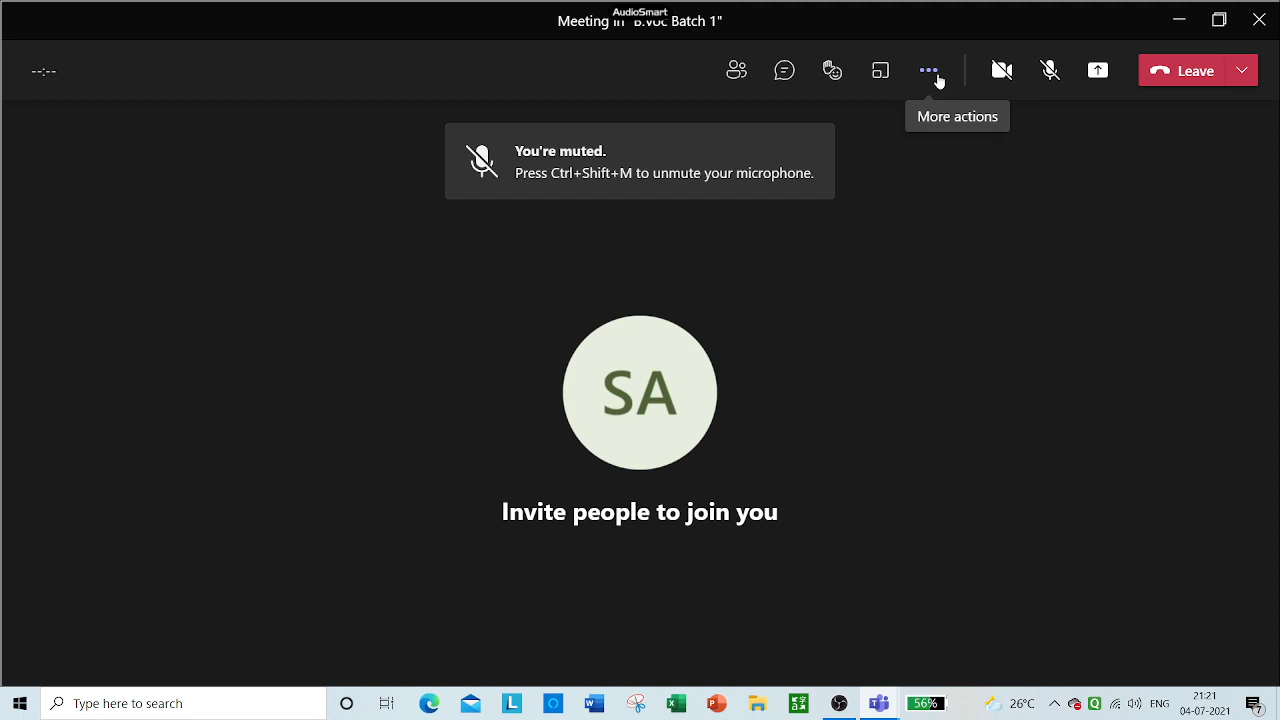 AudioSmart
Meeting in "B.Voc Batch 1"
--:--
Leave
More actions
You're muted.
Press Ctrl+Shift+M to unmute your microphone.
SA
Invite people to join you
Type here to search
L
56%
26°C
ENG
21:21
04-07-2021
7